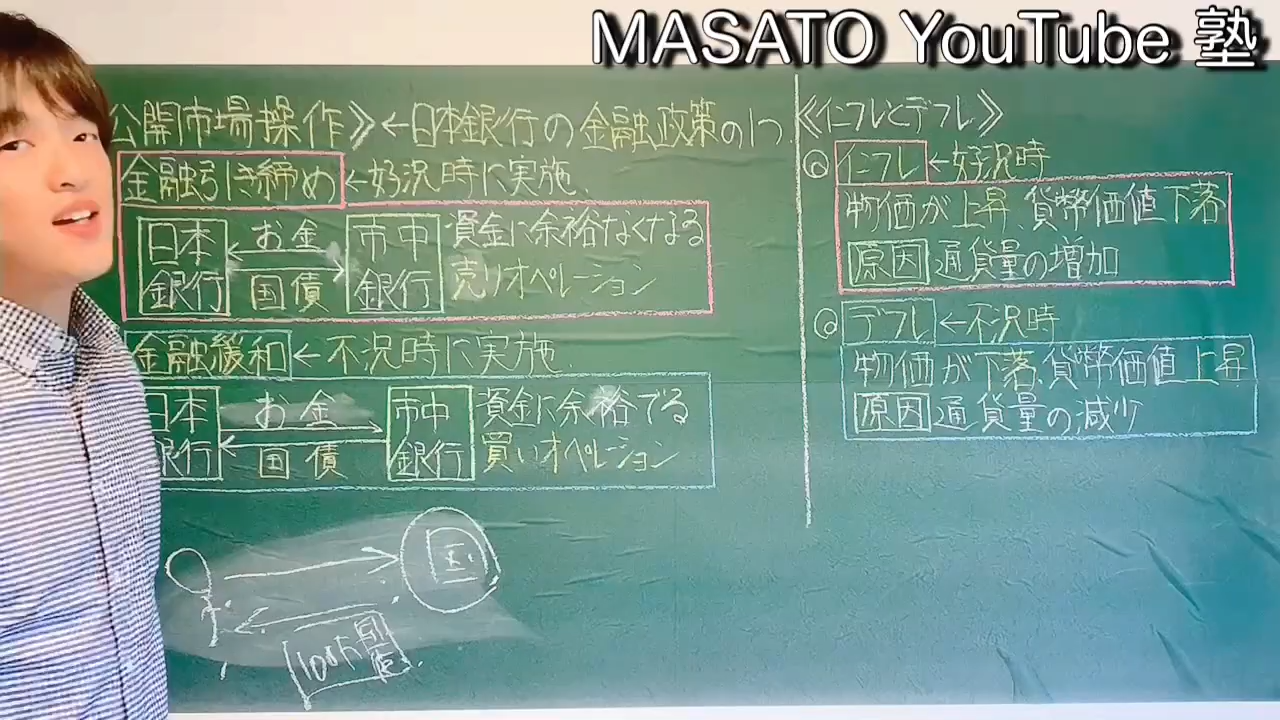 MASATO YouTube 塾
公開市場操作》←日本銀行の金融政策の1つ
金融引き締め←好況時に実施
日本銀行
お金
国債
市中銀行
資金に余裕なくなる
売りオペレーション
金融緩和←不況時に実施
日本銀行
お金
国債
市中銀行
資金に余裕でる
買いオペレーション
国
100万
《インフレとデフレ》
◎インフレ←好況時
物価が上昇、貨幣価値下落
原因 通貨量の増加
◎デフレ←不況時
物価が下落、貨幣価値上昇
原因 通貨量の減少